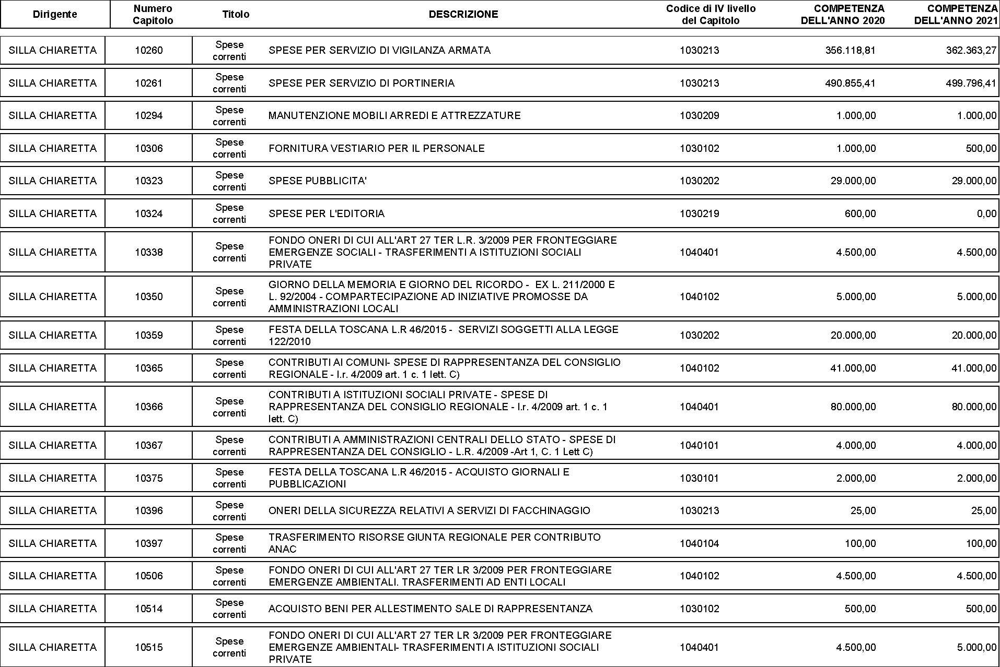 Dirigente Numero Capitolo Titolo DESCRIZIONE Codice di IV livello del Capitolo COMPETENZA DELL'ANNO 2020 COMPETENZA DELL'ANNO 2021
SILLA CHIARETTA 10260 Spese correnti SPESE PER SERVIZIO DI VIGILANZA ARMATA 1030213 356.118,81 362.363,27
SILLA CHIARETTA 10261 Spese correnti SPESE PER SERVIZIO DI PORTINERIA 1030213 490.855,41 499.796,41
SILLA CHIARETTA 10294 Spese correnti MANUTENZIONE MOBILI ARREDI E ATTREZZATURE 1030209 1.000,00 1.000,00
SILLA CHIARETTA 10306 Spese correnti FORNITURA VESTIARIO PER IL PERSONALE 1030102 1.000,00 500,00
SILLA CHIARETTA 10323 Spese correnti SPESE PUBBLICITA' 1030202 29.000,00 29.000,00
SILLA CHIARETTA 10324 Spese correnti SPESE PER L'EDITORIA 1030219 600,00 0,00
SILLA CHIARETTA 10338 Spese correnti FONDO ONERI DI CUI ALL'ART 27 TER L.R. 3/2009 PER FRONTEGGIARE
EMERGENZE SOCIALI - TRASFERIMENTI A ISTITUZIONI SOCIALI
PRIVATE 1040401 4.500,00 4.500,00
SILLA CHIARETTA 10350 Spese correnti GIORNO DELLA MEMORIA E GIORNO DEL RICORDO - EX L. 211/2000 E
L. 92/2004 - COMPARTECIPAZIONE AD INIZIATIVE PROMOSSE DA
AMMINISTRAZIONI LOCALI 1040102 5.000,00 5.000,00
SILLA CHIARETTA 10359 Spese correnti FESTA DELLA TOSCANA L.R 46/2015 - SERVIZI SOGGETTI ALLA LEGGE
122/2010 1030202 20.000,00 20.000,00
SILLA CHIARETTA 10365 Spese correnti CONTRIBUTI AI COMUNI- SPESE DI RAPPRESENTANZA DEL CONSIGLIO
REGIONALE - l.r. 4/2009 art. 1 c. 1 lett. C) 1040102 41.000,00 41.000,00
SILLA CHIARETTA 10366 Spese correnti CONTRIBUTI A ISTITUZIONI SOCIALI PRIVATE - SPESE DI
RAPPRESENTANZA DEL CONSIGLIO REGIONALE - l.r. 4/2009 art. 1 c. 1
lett. C) 1040401 80.000,00 80.000,00
SILLA CHIARETTA 10367 Spese correnti CONTRIBUTI A AMMINISTRAZIONI CENTRALI DELLO STATO - SPESE DI
RAPPRESENTANZA DEL CONSIGLIO - L.R. 4/2009 -Art 1, C. 1 Lett C) 1040101 4.000,00 4.000,00
SILLA CHIARETTA 10375 Spese correnti FESTA DELLA TOSCANA L.R 46/2015 - ACQUISTO GIORNALI E
PUBBLICAZIONI 1030101 2.000,00 2.000,00
SILLA CHIARETTA 10396 Spese correnti ONERI DELLA SICUREZZA RELATIVI A SERVIZI DI FACCHINAGGIO 1030213 25,00 25,00
SILLA CHIARETTA 10397 Spese correnti TRASFERIMENTO RISORSE GIUNTA REGIONALE PER CONTRIBUTO
ANAC 1040104 100,00 100,00
SILLA CHIARETTA 10506 Spese correnti FONDO ONERI DI CUI ALL'ART 27 TER LR 3/2009 PER FRONTEGGIARE
EMERGENZE AMBIENTALI. TRASFERIMENTI AD ENTI LOCALI 1040102 4.500,00 4.500,00
SILLA CHIARETTA 10514 Spese correnti ACQUISTO BENI PER ALLESTIMENTO SALE DI RAPPRESENTANZA 1030102 500,00 500,00
SILLA CHIARETTA 10515 Spese correnti FONDO ONERI DI CUI ALL'ART 27 TER LR 3/2009 PER FRONTEGGIARE
EMERGENZE AMBIENTALI- TRASFERIMENTI A ISTITUZIONI SOCIALI
PRIVATE 1040401 4.500,00 5.000,00